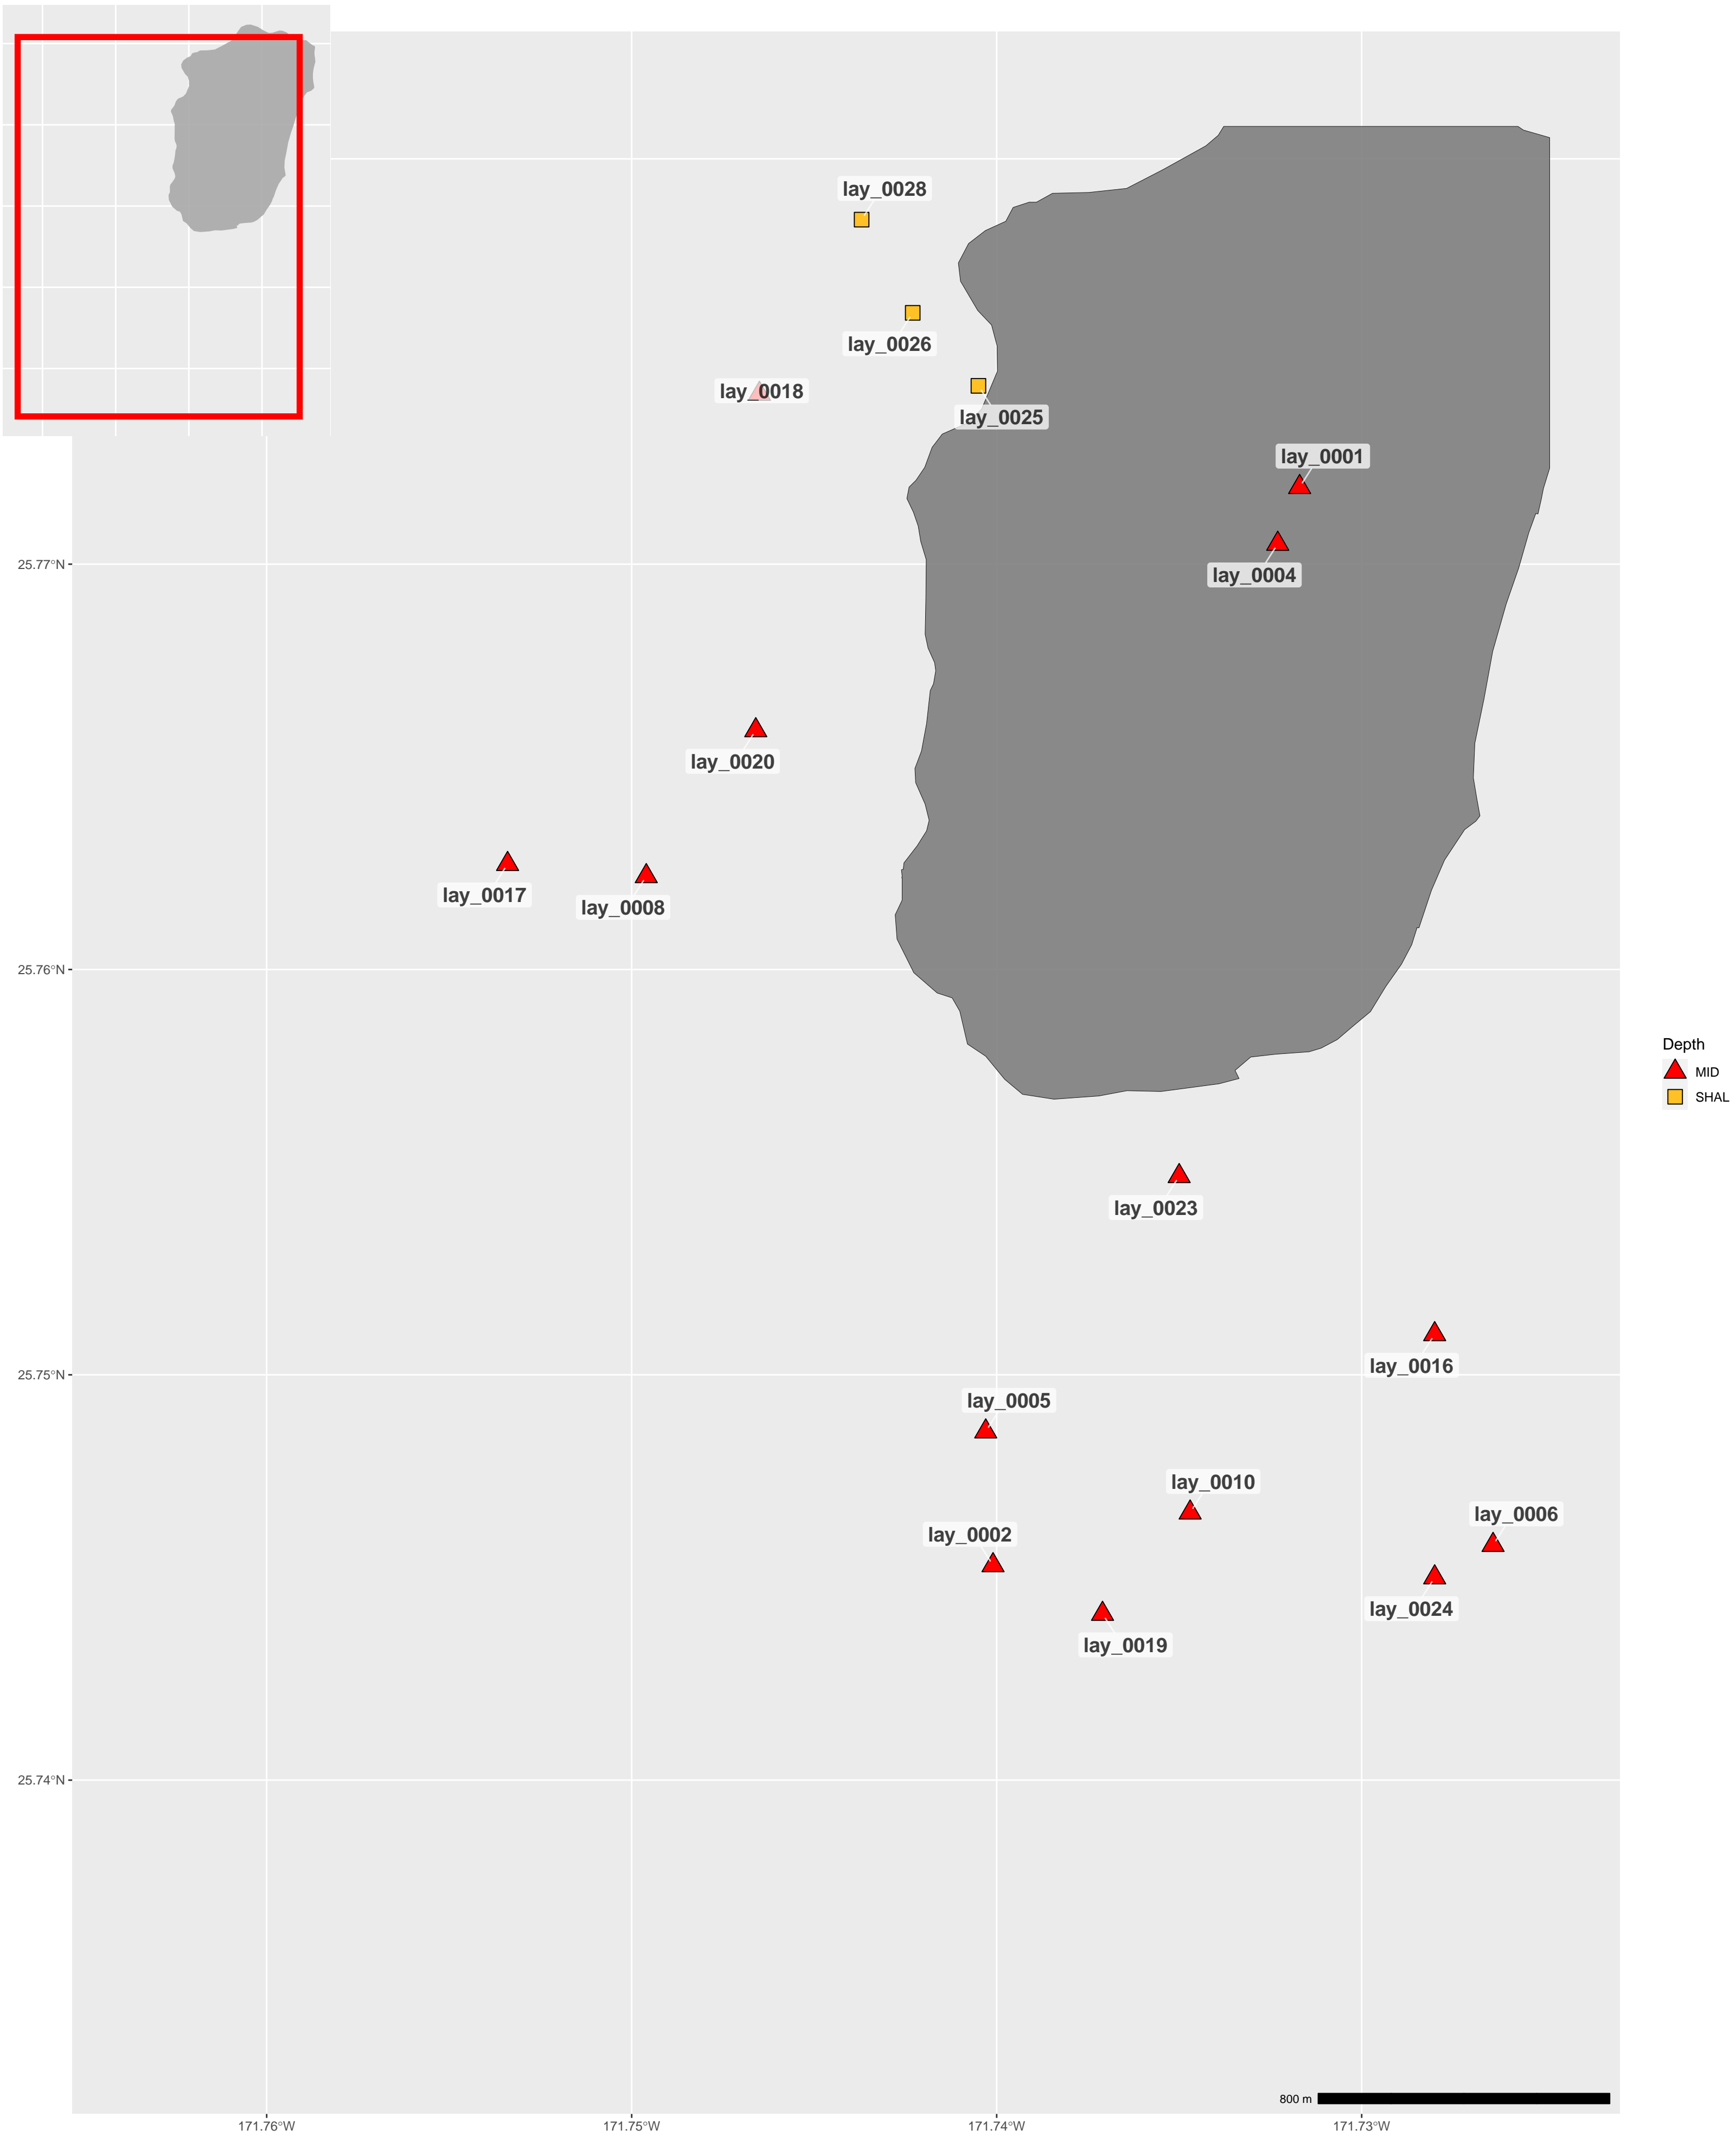 lay_0028
lay_0026
lay_0018
lay_0025
lay_0001
25.77°N
lay_0004
lay_0020
lay_0017
lay_0008
25.76°N
Depth
MID
SHAL
lay_0023
lay_0016
25.75°N
lay_0005
lay_0010
lay_0006
lay_0002
lay_0024
lay_0019
25.74°N
800 m
171.76°W 171.75°W 171.74°W 171.73°W